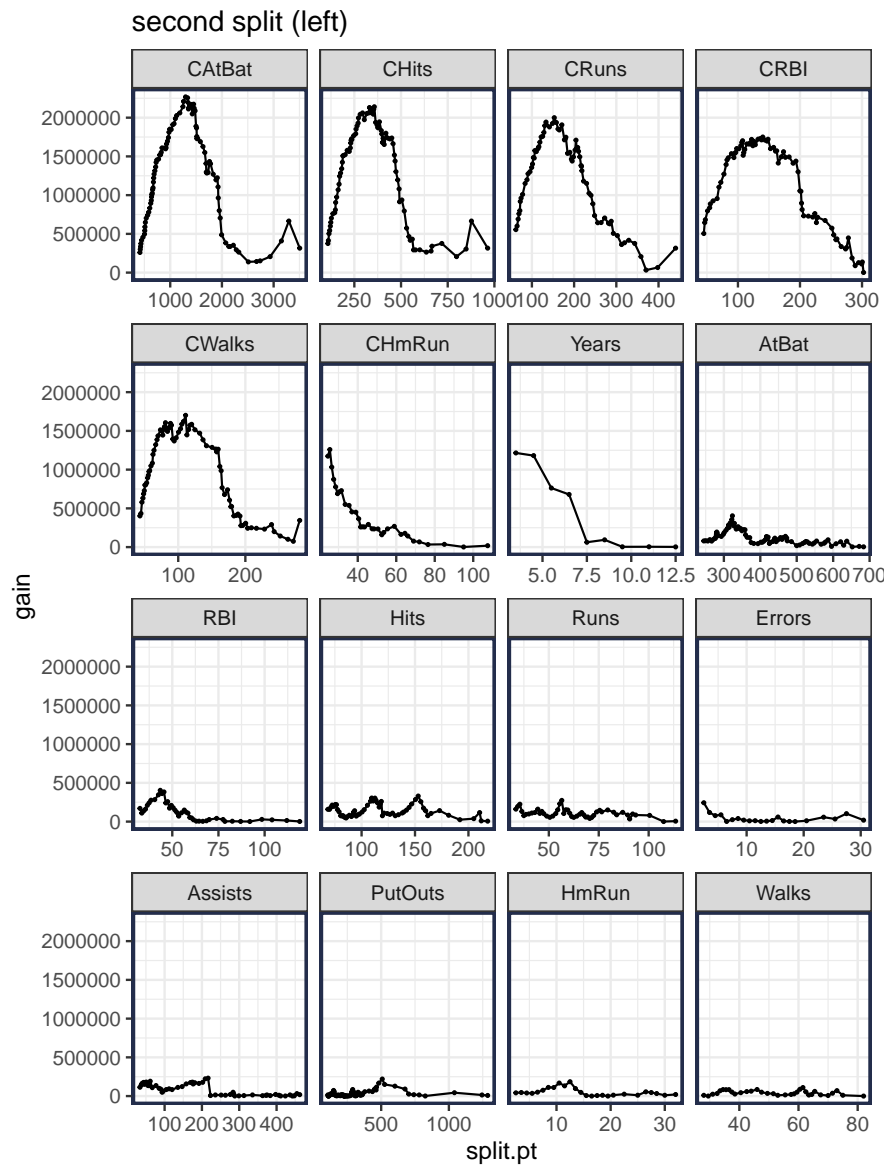 second split (left)
CAtBat CHits CRuns CRBI
2000000
1500000
1000000
500000
0
1000 2000 3000 250 500 750 1000 100 200 300 400 100 200 300
CWalks CHmRun Years AtBat
2000000
1500000
1000000
500000
0
100 200 40 60 80 100 5.0 7.5 10.0 12.5 300 400 500 600 700
gain
RBI Hits Runs Errors
2000000
1500000
1000000
500000
0
50 75 100 100 150 200 50 75 100 10 20 30
Assists PutOuts HmRun Walks
2000000
1500000
1000000
500000
0
100 200 300 400 500 1000 10 20 30 40 60 80
split.pt